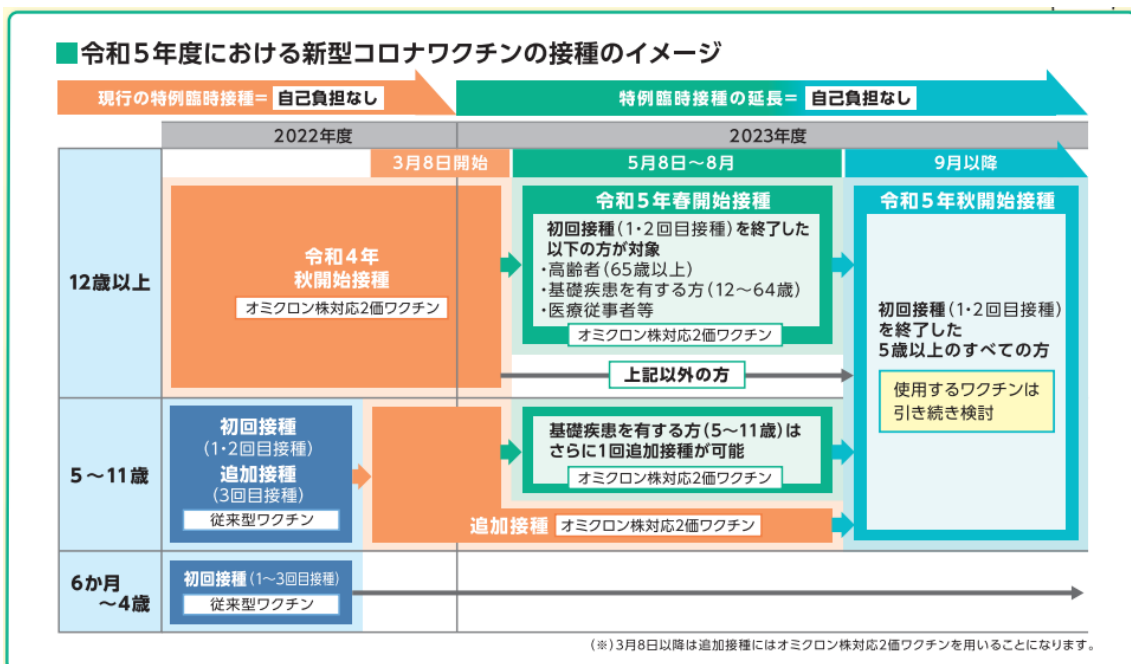 ■令和5年度における新型コロナワクチンの接種のイメージ
現行の特例臨時接種= 自己負担なし
特例臨時接種の延長= 自己負担なし
2022年度
2023年度
3月8日開始
5月8日～8月
9月以降
12歳以上
令和4年
秋開始接種
オミクロン株対応2価ワクチン
令和5年春開始接種
初回接種(1・2回目接種)を終了した
以下の方が対象
・高齢者(65歳以上)
・基礎疾患を有する方(12～64歳)
・医療従事者等
オミクロン株対応2価ワクチン
上記以外の方
令和5年秋開始接種
初回接種(1・2回目接種)
を終了した
5歳以上のすべての方
使用するワクチンは
引き続き検討
5～11歳
初回接種
(1・2回目接種)
追加接種
(3回目接種)
従来型ワクチン
基礎疾患を有する方(5～11歳)は
さらに1回追加接種が可能
オミクロン株対応2価ワクチン
追加接種 オミクロン株対応2価ワクチン
6か月
～4歳
初回接種(1～3回目接種)
従来型ワクチン
(※)3月8日以降は追加接種にはオミクロン株対応2価ワクチンを用いることになります。